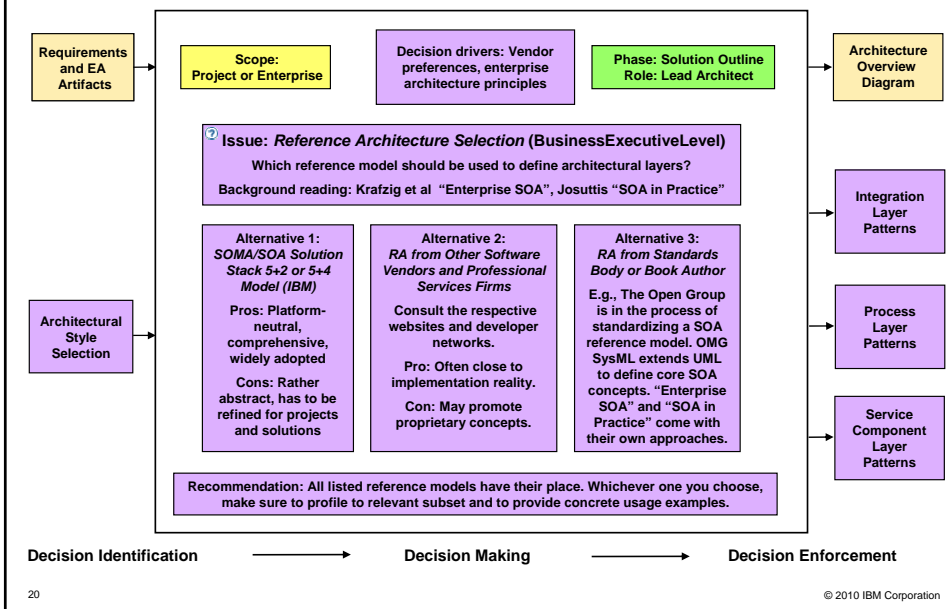 Requirements
and EA
Artifacts
Scope:
Project or Enterprise
Decision drivers: Vendor
preferences, enterprise
architecture principles
Phase: Solution Outline
Role: Lead Architect
Architecture
Overview
Diagram
? Issue: Reference Architecture Selection (BusinessExecutiveLevel)
Which reference model should be used to define architectural layers?
Background reading: Krafzig et al “Enterprise SOA”, Josuttis “SOA in Practice”
Architectural
Style
Selection
Alternative 1:
SOMA/SOA Solution
Stack 5+2 or 5+4
Model (IBM)
Pros: Platform-
neutral,
comprehensive,
widely adopted
Cons: Rather
abstract, has to be
refined for projects
and solutions
Alternative 2:
RA from Other Software
Vendors and Professional
Services Firms
Consult the respective
websites and developer
networks.
Pro: Often close to
implementation reality.
Con: May promote
proprietary concepts.
Alternative 3:
RA from Standards
Body or Book Author
E.g., The Open Group
is in the process of
standardizing a SOA
reference model. OMG
SysML extends UML
to define core SOA
concepts. “Enterprise
SOA” and “SOA in
Practice” come with
their own approaches.
Integration
Layer
Patterns
Process
Layer
Patterns
Service
Component
Layer
Patterns
Recommendation: All listed reference models have their place. Whichever one you choose,
make sure to profile to relevant subset and to provide concrete usage examples.
Decision Identification
Decision Making
Decision Enforcement
20
© 2010 IBM Corporation